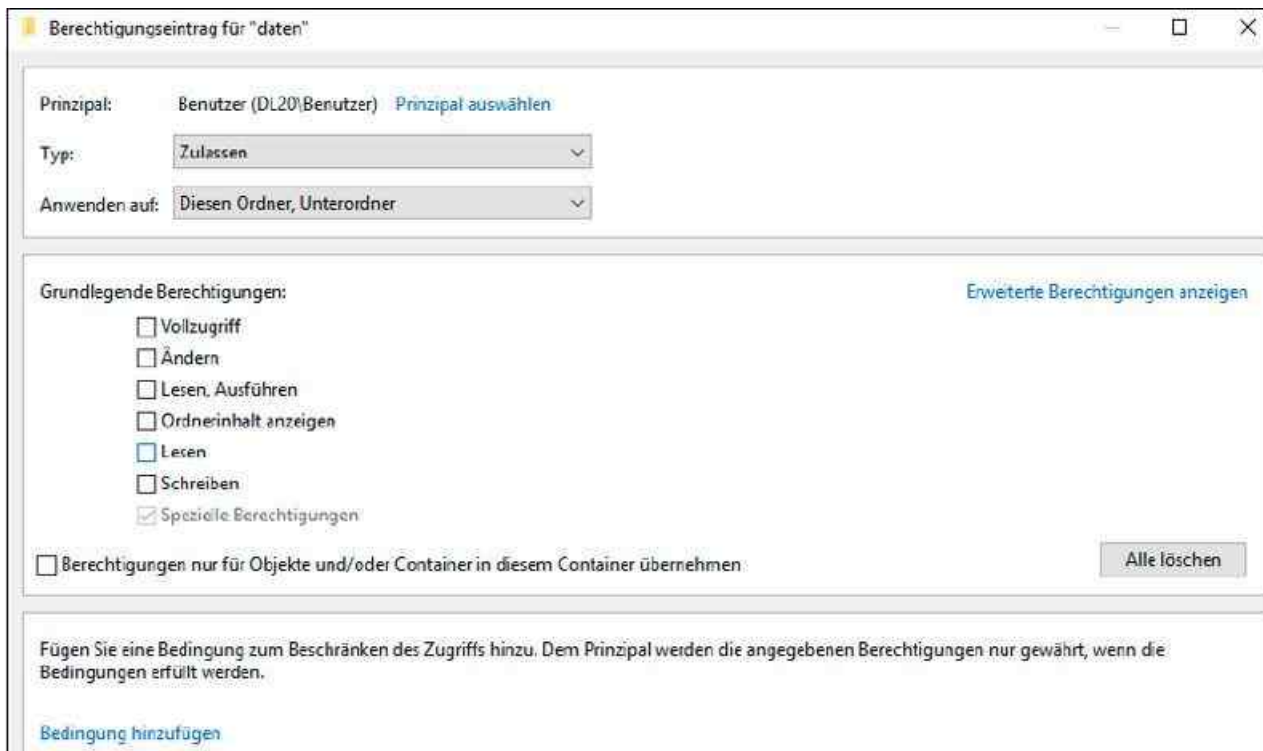 Berechtigungseintrag für "daten"
Prinzipal: Benutzer (DL20\Benutzer) Prinzipal auswählen
Typ: Zulassen
Anwenden auf: Diesen Ordner, Unterordner
Grundlegende Berechtigungen: Erweiterte Berechtigungen anzeigen
Vollzugriff
Ändern
Lesen, Ausführen
Ordnerinhalt anzeigen
Lesen
Schreiben
Spezielle Berechtigungen
Berechtigungen nur für Objekte und/oder Container in diesem Container übernehmen Alle löschen
Fügen Sie eine Bedingung zum Beschränken des Zugriffs hinzu. Dem Prinzipal werden die angegebenen Berechtigungen nur gewährt, wenn die
Bedingungen erfüllt werden.
Bedingung hinzufügen